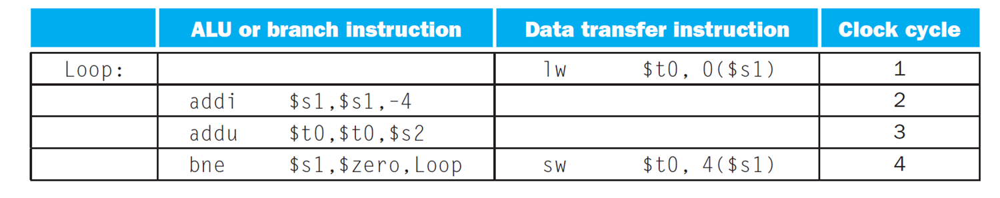 ALU or branch instruction Data transfer instruction Clock cycle
Loop: lw $t0, 0($s1) 1
addi $s1,$s1,-4 2
addu $t0,$t0,$s2 3
bne $s1,$zero,Loop sw $t0, 4($s1) 4